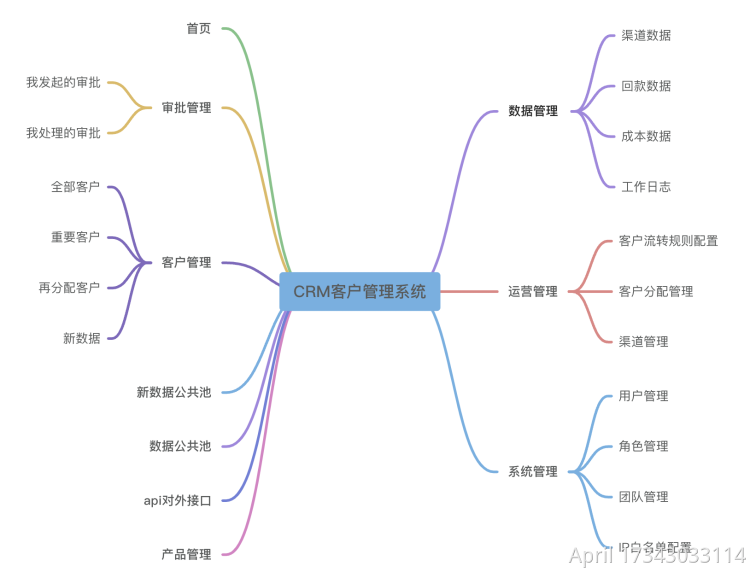 首页
审批管理
我发起的审批
我处理的审批
客户管理
全部客户
重要客户
再分配客户
新数据
新数据公共池
数据公共池
api对外接口
产品管理
CRM客户管理系统
数据管理
渠道数据
回款数据
成本数据
工作日志
运营管理
客户流转规则配置
客户分配管理
渠道管理
系统管理
用户管理
角色管理
团队管理
IP白名单配置
April 17343033114